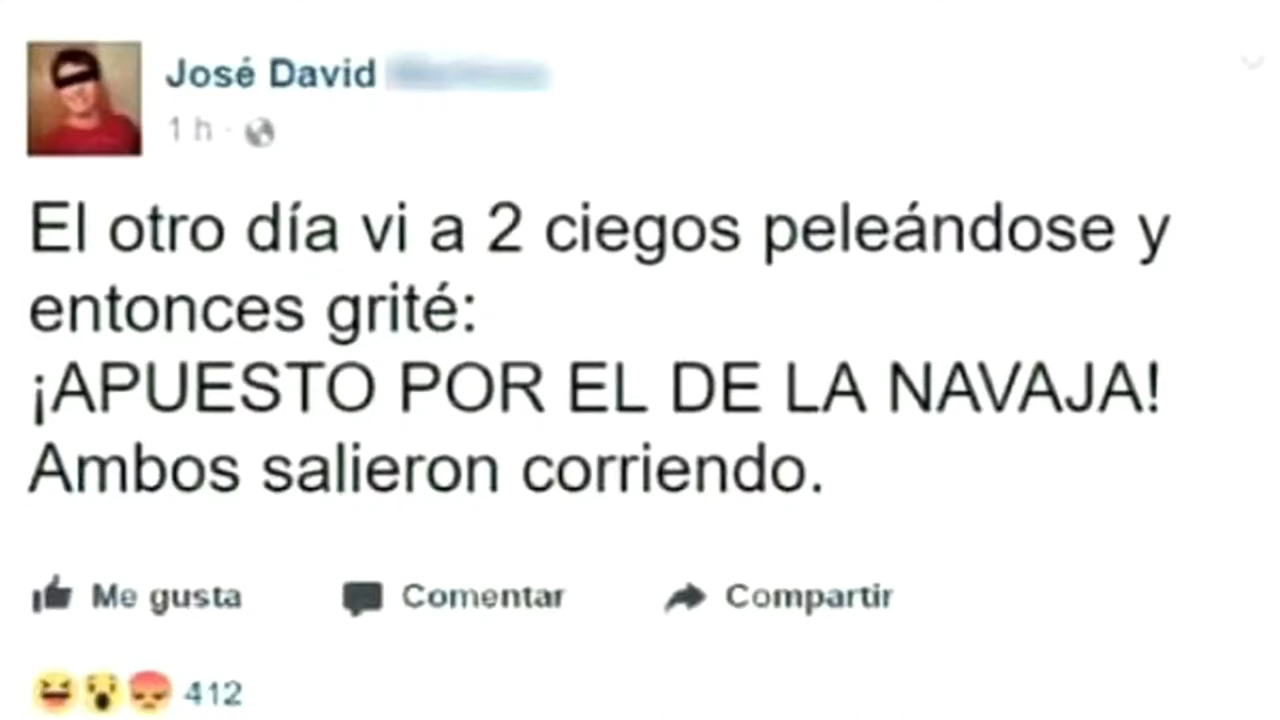 José David
1 h ·
El otro día vi a 2 ciegos peleándose y
entonces grité:
¡APUESTO POR EL DE LA NAVAJA!
Ambos salieron corriendo.
Me gusta Comentar Compartir
412